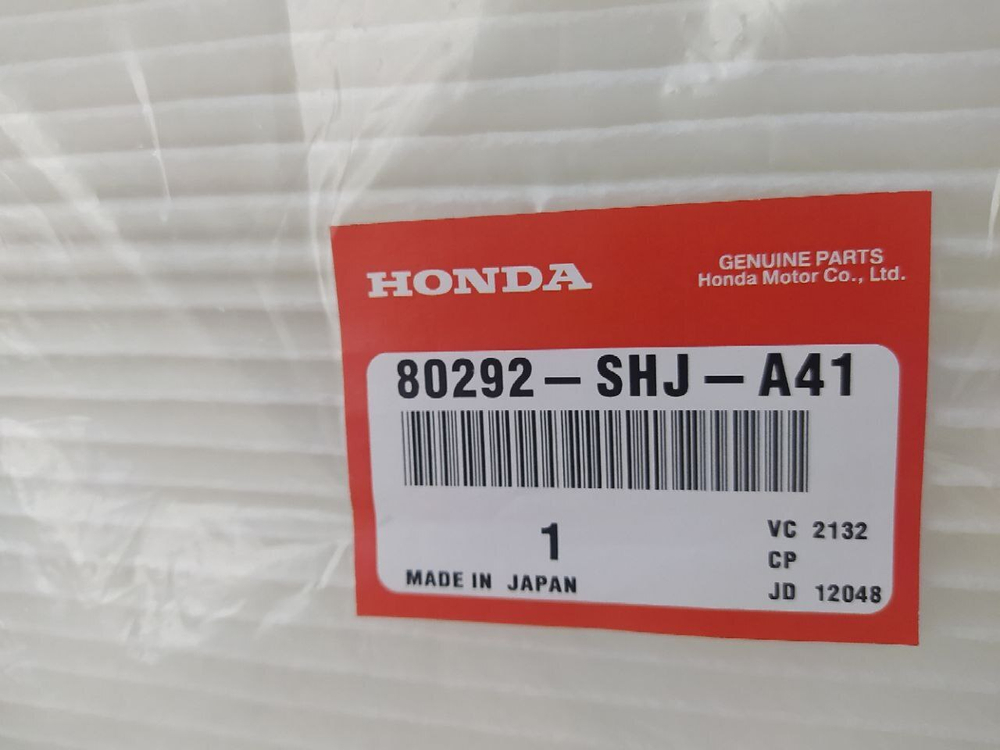 HONDA
GENUINE PARTS
Honda Motor Co., Ltd.
80292-SHJ-A41
1
MADE IN JAPAN
VC 2132
CP
JD 12048